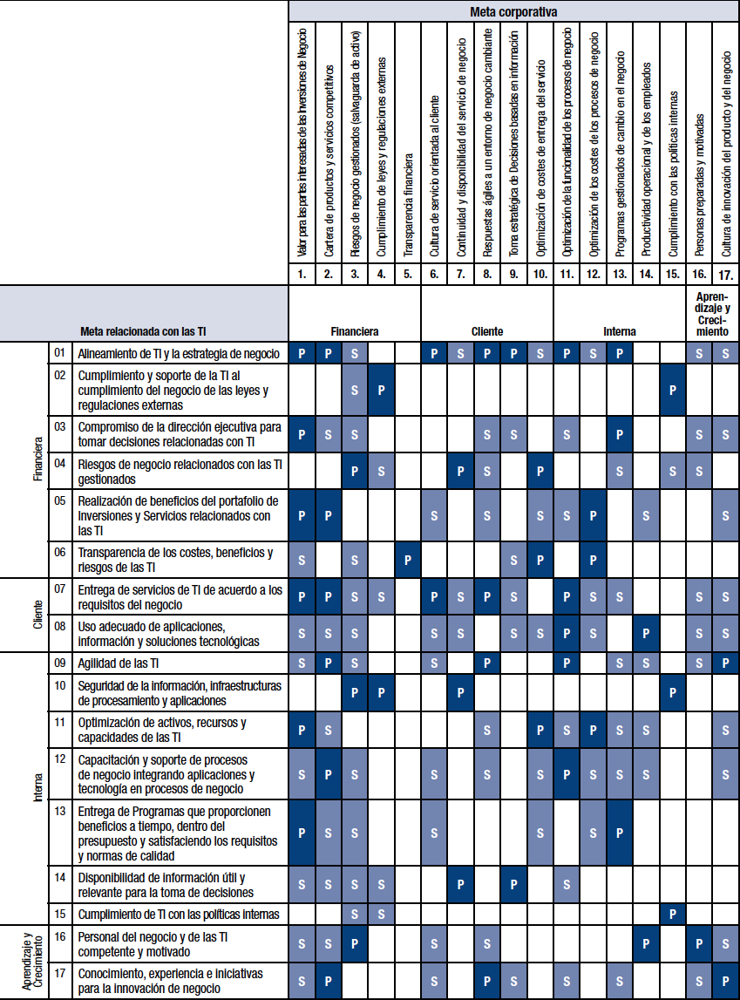 Meta corporativa
Valor para las partes interesadas de las Inversiones de Negocio
Cartera de productos y servicios competitivos
Riesgos de negocio gestionados (salvaguarda de activo)
Cumplimiento de leyes y regulaciones externas
Transparencia financiera
Cultura de servicio orientada al cliente
Continuidad y disponibilidad del servicio de negocio
Respuestas ágiles a un entorno de negocio cambiante
Toma estratégica de Decisiones basadas en información
Optimización de costes de entrega del servicio
Optimización de la funcionalidad de los procesos de negocio
Optimización de los costes de los procesos de negocio
Programas gestionados de cambio en el negocio
Productividad operacional y de los empleados
Cumplimiento con las políticas internas
Personas preparadas y motivadas
Cultura de innovación del producto y del negocio
1. 2. 3. 4. 5. 6. 7. 8. 9. 10. 11. 12. 13. 14. 15. 16. 17.
Meta relacionada con las TI
Financiera
Cliente
Interna
Apren-
dizaje y
Creci-
miento
Financiera
01 Alineamiento de TI y la estrategia de negocio P P S P S P P S P S P S S
02 Cumplimiento y soporte de la TI al
cumplimiento del negocio de las leyes y
regulaciones externas
S P P
03 Compromiso de la dirección ejecutiva para
tomar decisiones relacionadas con TI
P S S S S S P S S
04 Riesgos de negocio relacionados con las TI
gestionados
P S P S P S S S
05 Realización de beneficios del portafolio de
Inversiones y Servicios relacionados con
las TI
P P S S S S P S S
06 Transparencia de los costes, beneficios y
riesgos de las TI
S S P S P P
Cliente
07 Entrega de servicios de TI de acuerdo a los
requisitos del negocio
P P S S P S P S P S S S S
08 Uso adecuado de aplicaciones,
información y soluciones tecnológicas
S S S S S S S P S P S S
Interna
09 Agilidad de las TI S P S S P P S S S P
10 Seguridad de la información, infraestructuras
de procesamiento y aplicaciones
P P P P
11 Optimización de activos, recursos y
capacidades de las TI
P S S P S P S S S
12 Capacitación y soporte de procesos
de negocio integrando aplicaciones y
tecnología en procesos de negocio
S P S S S S P S S S S
13 Entrega de Programas que proporcionen
beneficios a tiempo, dentro del
presupuesto y satisfaciendo los requisitos
y normas de calidad
P S S S S S P
14 Disponibilidad de información útil y
relevante para la toma de decisiones
S S S S P P S
15 Cumplimiento de TI con las políticas internas S S P
Aprendizaje y
Crecimiento
16 Personal del negocio y de las TI
competente y motivado
S S P S S P P S
17 Conocimiento, experiencia e iniciativas
para la innovación de negocio
S P S P S S S S P